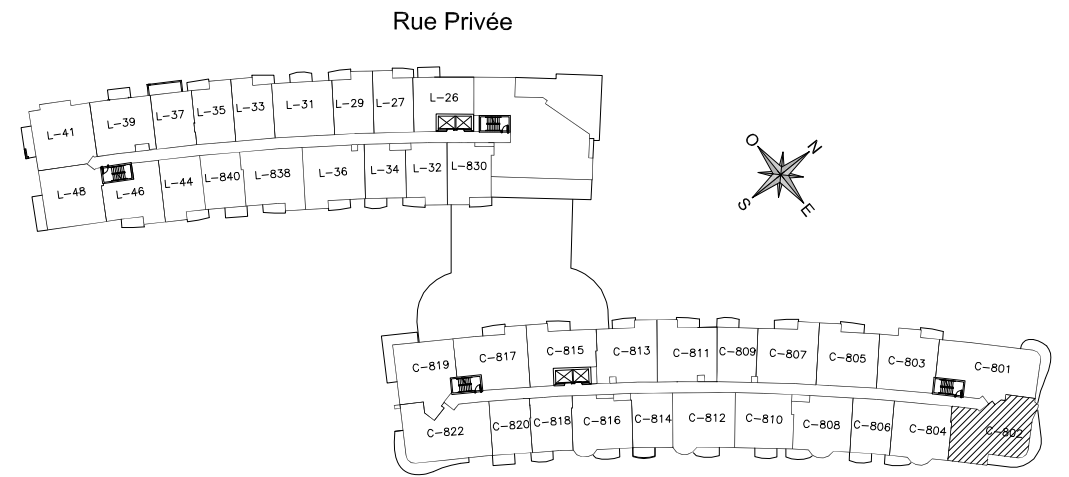 Rue Privée
L-41
L-39
L-37
L-35
L-33
L-31
L-29
L-27
L-26
L-48
L-46
L-44
L-840
L-838
L-36
L-34
L-32
L-830
O
N
S
E
C-819
C-817
C-815
C-813
C-811
C-809
C-807
C-805
C-803
C-801
C-822
C-820
C-818
C-816
C-814
C-812
C-810
C-808
C-806
C-804
C-802